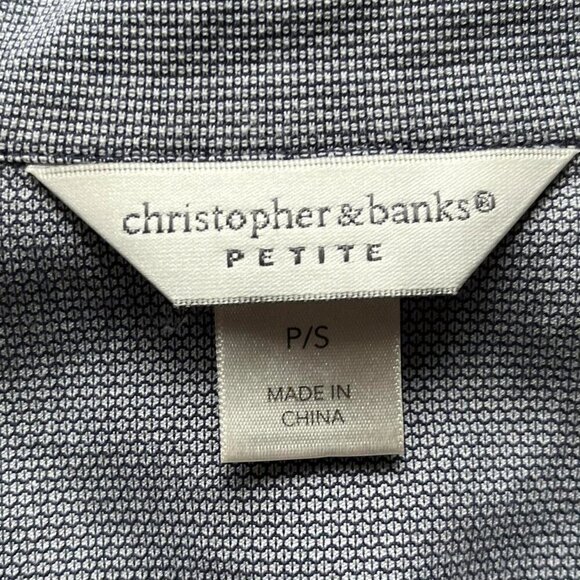 christopher&banks®
PETITE
P/S
MADE IN
CHINA